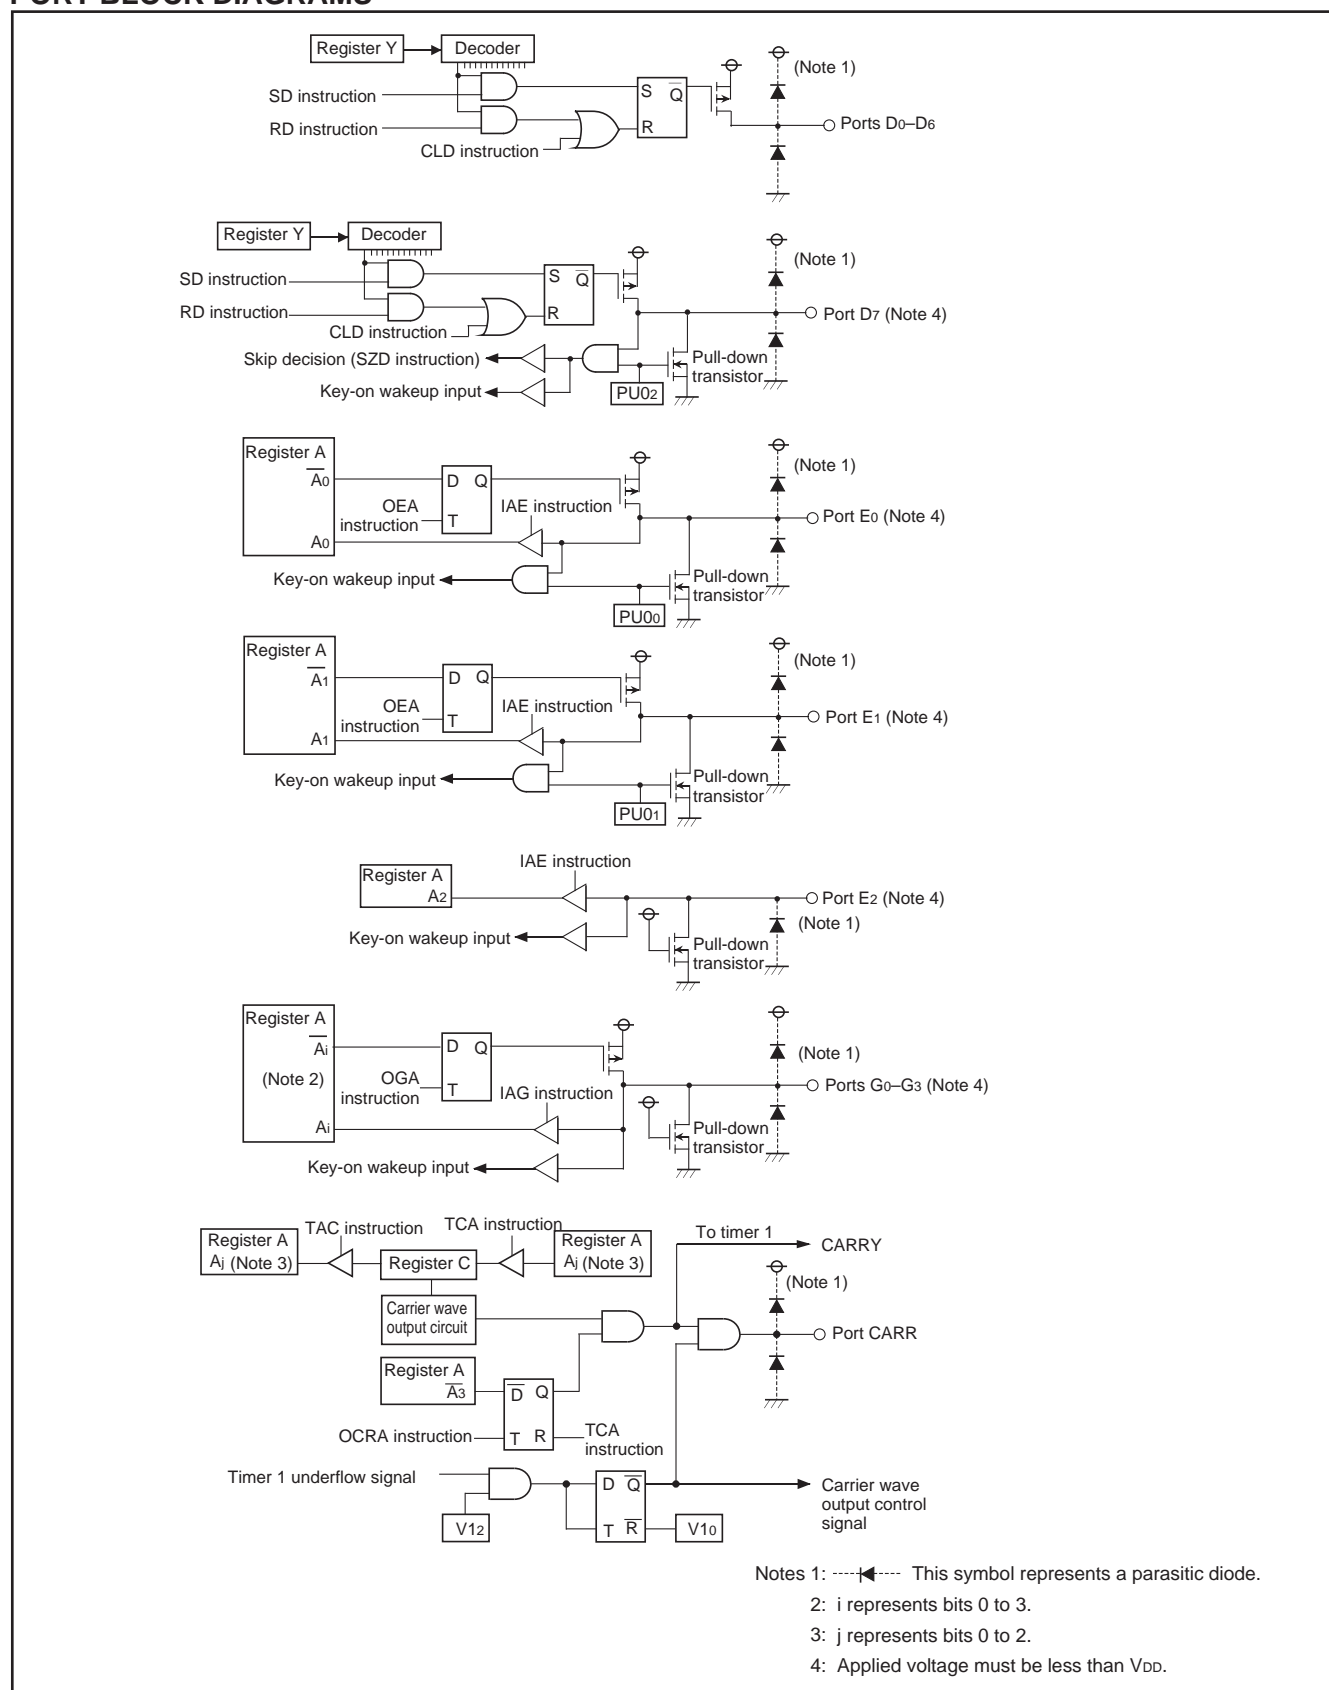 PORT BLOCK DIAGRAMS
Register Y
Decoder
(Note 1)
SD instruction
S Q̅
Ports D0–D6
RD instruction
R
CLD instruction
Register Y
Decoder
(Note 1)
SD instruction
S Q̅
RD instruction
R
Port D7 (Note 4)
CLD instruction
Skip decision (SZD instruction)
Pull-down
transistor
Key-on wakeup input
PU02
Register A
(Note 1)
A̅0
D Q
OEA
instruction
T
IAE instruction
Port E0 (Note 4)
A0
Key-on wakeup input
Pull-down
transistor
PU00
Register A
(Note 1)
A̅1
D Q
OEA
instruction
T
IAE instruction
Port E1 (Note 4)
A1
Key-on wakeup input
Pull-down
transistor
PU01
IAE instruction
Register A
A2
Port E2 (Note 4)
(Note 1)
Key-on wakeup input
Pull-down
transistor
Register A
A̅i
D Q
(Note 1)
(Note 2)
OGA
instruction
T
IAG instruction
Ports G0–G3 (Note 4)
Ai
Pull-down
transistor
Key-on wakeup input
TAC instruction
TCA instruction
To timer 1
CARRY
Register A
Aj (Note 3)
Register C
Register A
Aj (Note 3)
(Note 1)
Carrier wave
output circuit
Port CARR
Register A
A̅3
D̅ Q
OCRA instruction
T R
TCA
instruction
Timer 1 underflow signal
D Q̅
Carrier wave
output control
signal
V12
T R̅
V10
Notes 1: This symbol represents a parasitic diode.
2: i represents bits 0 to 3.
3: j represents bits 0 to 2.
4: Applied voltage must be less than VDD.